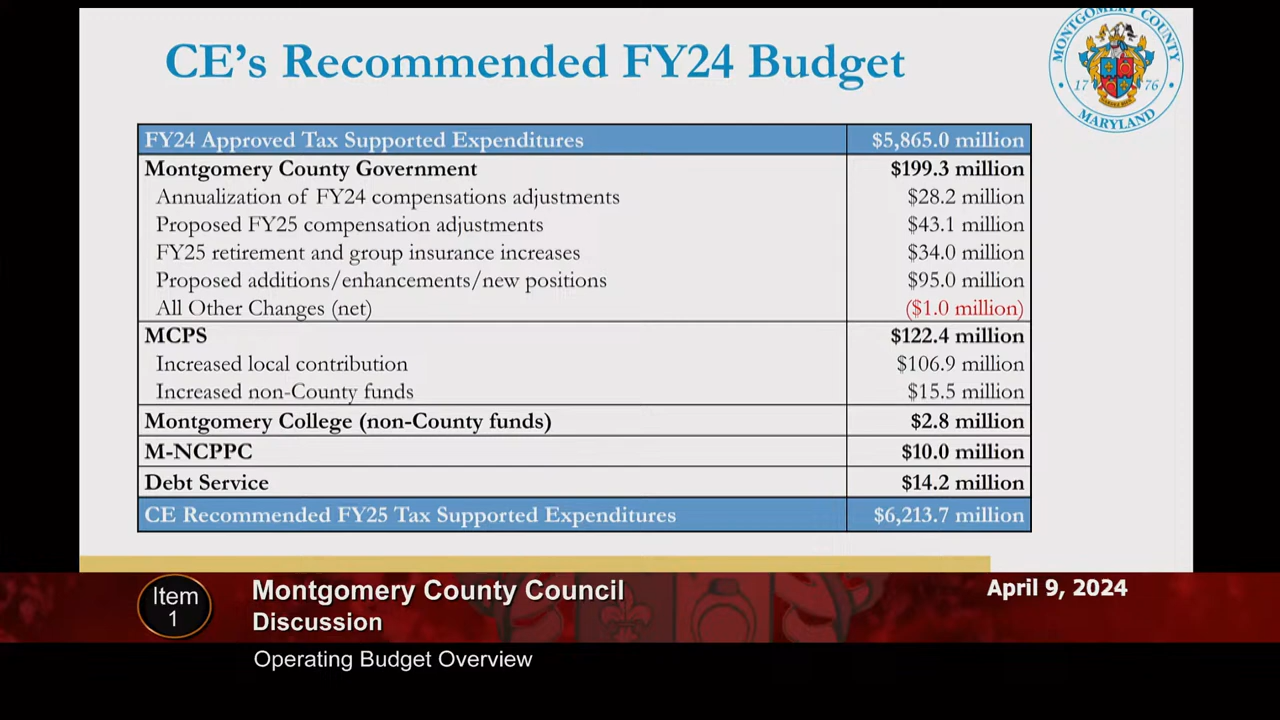 CE's Recommended FY24 Budget
MONTGOMERY COUNTY
17 76
MARYLAND
FY24 Approved Tax Supported Expenditures $5,865.0 million
Montgomery County Government $199.3 million
Annualization of FY24 compensations adjustments $28.2 million
Proposed FY25 compensation adjustments $43.1 million
FY25 retirement and group insurance increases $34.0 million
Proposed additions/enhancements/new positions $95.0 million
All Other Changes (net) ($1.0 million)
MCPS $122.4 million
Increased local contribution $106.9 million
Increased non-County funds $15.5 million
Montgomery College (non-County funds) $2.8 million
M-NCPPC $10.0 million
Debt Service $14.2 million
CE Recommended FY25 Tax Supported Expenditures $6,213.7 million
Item
1
Montgomery County Council
Discussion
April 9, 2024
Operating Budget Overview